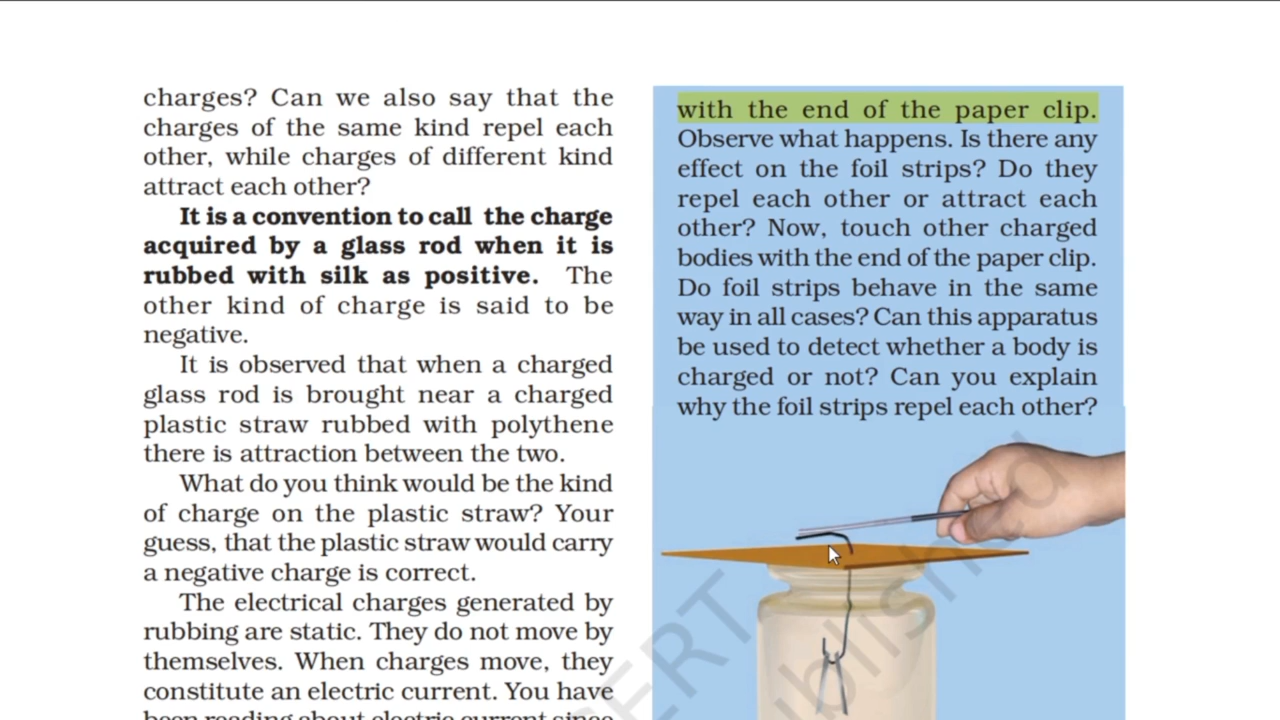 charges? Can we also say that the
charges of the same kind repel each
other, while charges of different kind
attract each other?
It is a convention to call the charge
acquired by a glass rod when it is
rubbed with silk as positive. The
other kind of charge is said to be
negative.
It is observed that when a charged
glass rod is brought near a charged
plastic straw rubbed with polythene
there is attraction between the two.
What do you think would be the kind
of charge on the plastic straw? Your
guess, that the plastic straw would carry
a negative charge is correct.
The electrical charges generated by
rubbing are static. They do not move by
themselves. When charges move, they
constitute an electric current. You have
been reading about electric current since
with the end of the paper clip.
Observe what happens. Is there any
effect on the foil strips? Do they
repel each other or attract each
other? Now, touch other charged
bodies with the end of the paper clip.
Do foil strips behave in the same
way in all cases? Can this apparatus
be used to detect whether a body is
charged or not? Can you explain
why the foil strips repel each other?